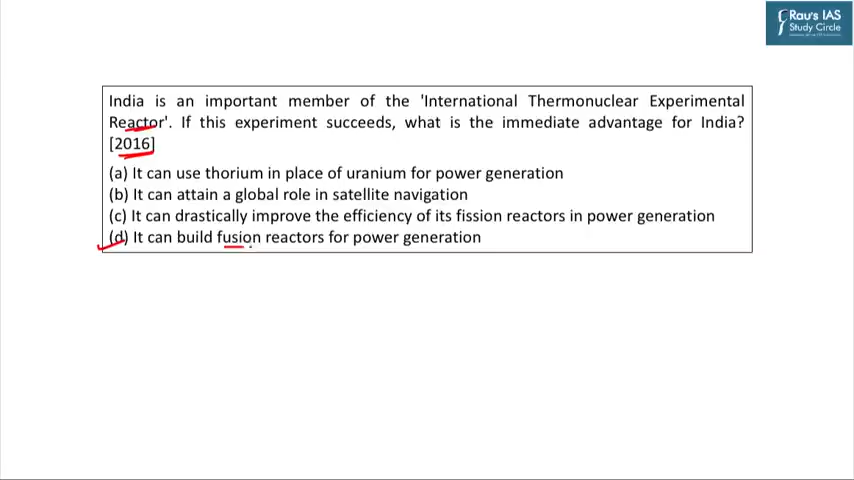 Rau's IAS
Study Circle
India is an important member of the 'International Thermonuclear Experimental
Reactor'. If this experiment succeeds, what is the immediate advantage for India?
[2016]
(a) It can use thorium in place of uranium for power generation
(b) It can attain a global role in satellite navigation
(c) It can drastically improve the efficiency of its fission reactors in power generation
(d) It can build fusion reactors for power generation